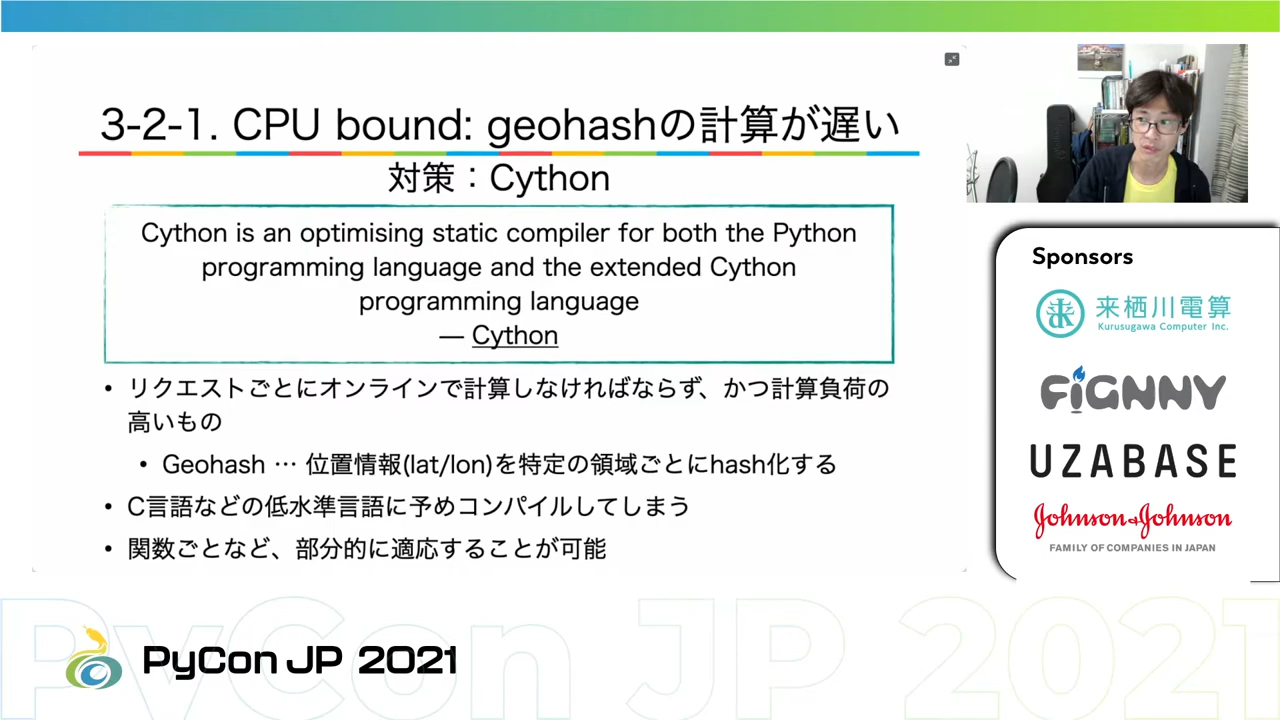 3-2-1. CPU bound: geohashの計算が遅い
対策：Cython
Cython is an optimising static compiler for both the Python
programming language and the extended Cython
programming language
— Cython
• リクエストごとにオンラインで計算しなければならず、かつ計算負荷の
高いもの
• Geohash … 位置情報(lat/lon)を特定の領域ごとにhash化する
• C言語などの低水準言語に予めコンパイルしてしまう
• 関数ごとなど、部分的に適応することが可能
Sponsors
来栖川電算
Kurusugawa Computer Inc.
FiGNNY
UZABASE
Johnson&Johnson
FAMILY OF COMPANIES IN JAPAN
PyCon JP 2021
PyCon JP 2021